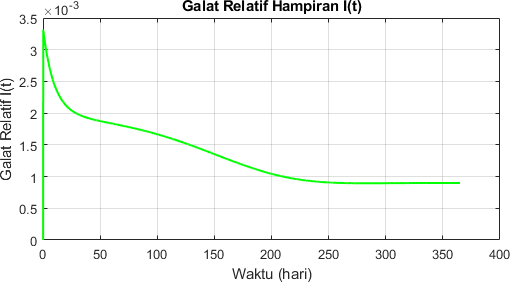 Galat Relatif Hampiran I(t)
×10⁻³
3.5
3
2.5
2
1.5
1
0.5
0
Galat Relatif I(t)
0 50 100 150 200 250 300 350 400
Waktu (hari)